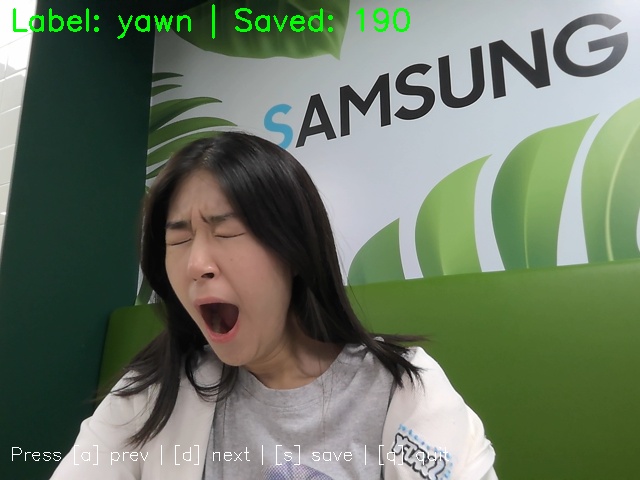 Label: yawn | Saved: 190
SAMSUNG
Press [a] prev | [d] next | [s] save | [q] quit